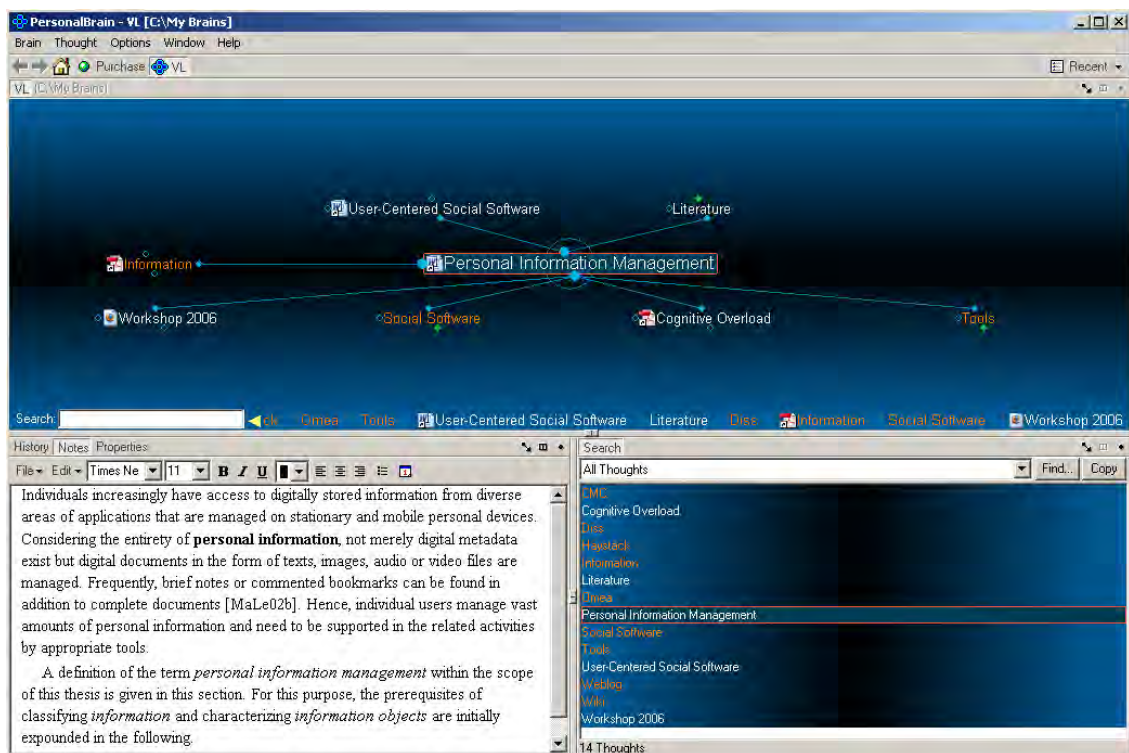 PersonalBrain - VL [C:\My Brains]
Brain Thought Options Window Help
Purchase VL Recent
VL (C:\My Brains)
User-Centered Social Software Literature
Information Personal Information Management
Workshop 2006 Social Software Cognitive Overload Tools
Search: ck Omea Tools User-Centered Social Software Literature Diss Information Social Software Workshop 2006
History Notes Properties
File Edit Times Ne 11 B I U
Individuals increasingly have access to digitally stored information from diverse
areas of applications that are managed on stationary and mobile personal devices.
Considering the entirety of personal information, not merely digital metadata
exist but digital documents in the form of texts, images, audio or video files are
managed. Frequently, brief notes or commented bookmarks can be found in
addition to complete documents [MaLe02b]. Hence, individual users manage vast
amounts of personal information and need to be supported in the related activities
by appropriate tools.
A definition of the term personal information management within the scope
of this thesis is given in this section. For this purpose, the prerequisites of
classifying information and characterizing information objects are initially
expounded in the following.
Search
All Thoughts Find... Copy
CMC
Cognitive Overload
Diss
Haystack
Information
Literature
Omea
Personal Information Management
Social Software
Tools
User-Centered Social Software
Weblog
Wiki
Workshop 2006
14 Thoughts